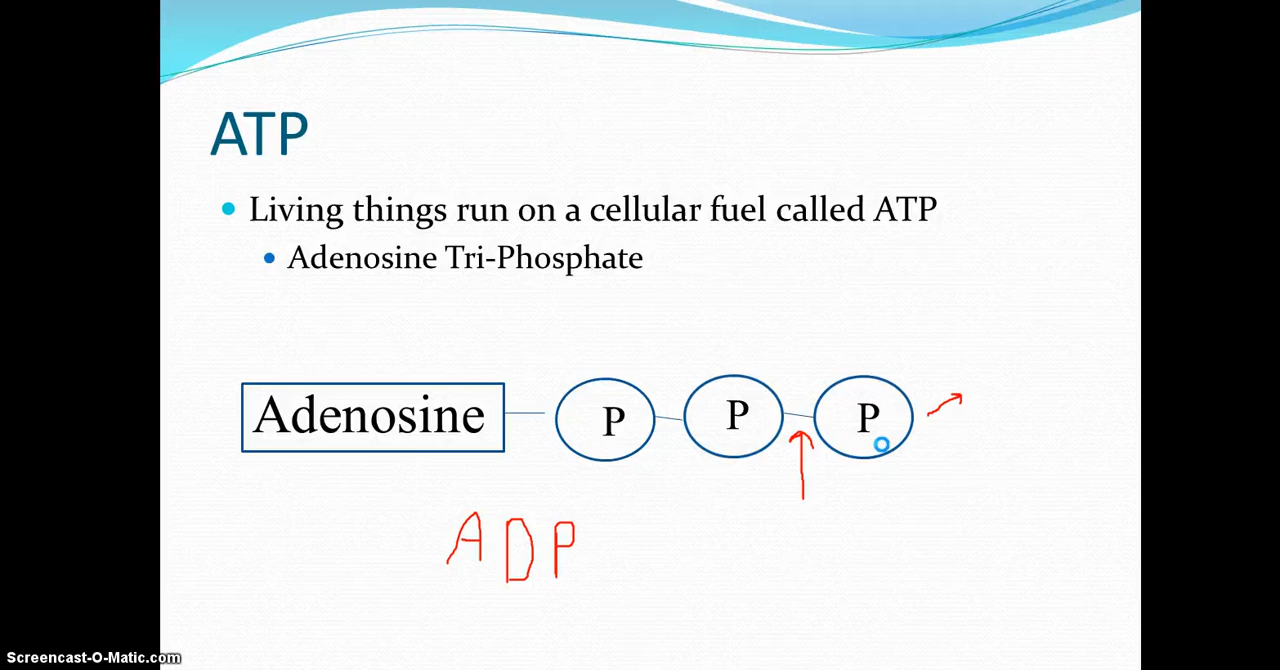 ATP
Living things run on a cellular fuel called ATP
Adenosine Tri-Phosphate
Adenosine P P P
ADP
Screencast-O-Matic.com